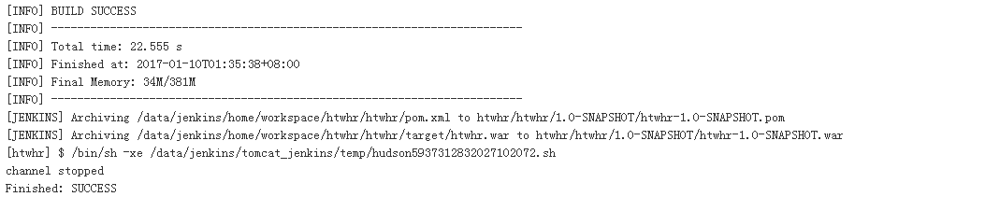 [INFO] BUILD SUCCESS
[INFO] ------------------------------------------------------------------------
[INFO] Total time: 22.555 s
[INFO] Finished at: 2017-01-10T01:35:38+08:00
[INFO] Final Memory: 34M/381M
[INFO] ------------------------------------------------------------------------
[JENKINS] Archiving /data/jenkins/home/workspace/htwhr/htwhr/pom.xml to htwhr/htwhr/1.0-SNAPSHOT/htwhr-1.0-SNAPSHOT.pom
[JENKINS] Archiving /data/jenkins/home/workspace/htwhr/htwhr/target/htwhr.war to htwhr/htwhr/1.0-SNAPSHOT/htwhr-1.0-SNAPSHOT.war
[htwhr] $ /bin/sh -xe /data/jenkins/tomcat_jenkins/temp/hudson5937312832027102072.sh
channel stopped
Finished: SUCCESS